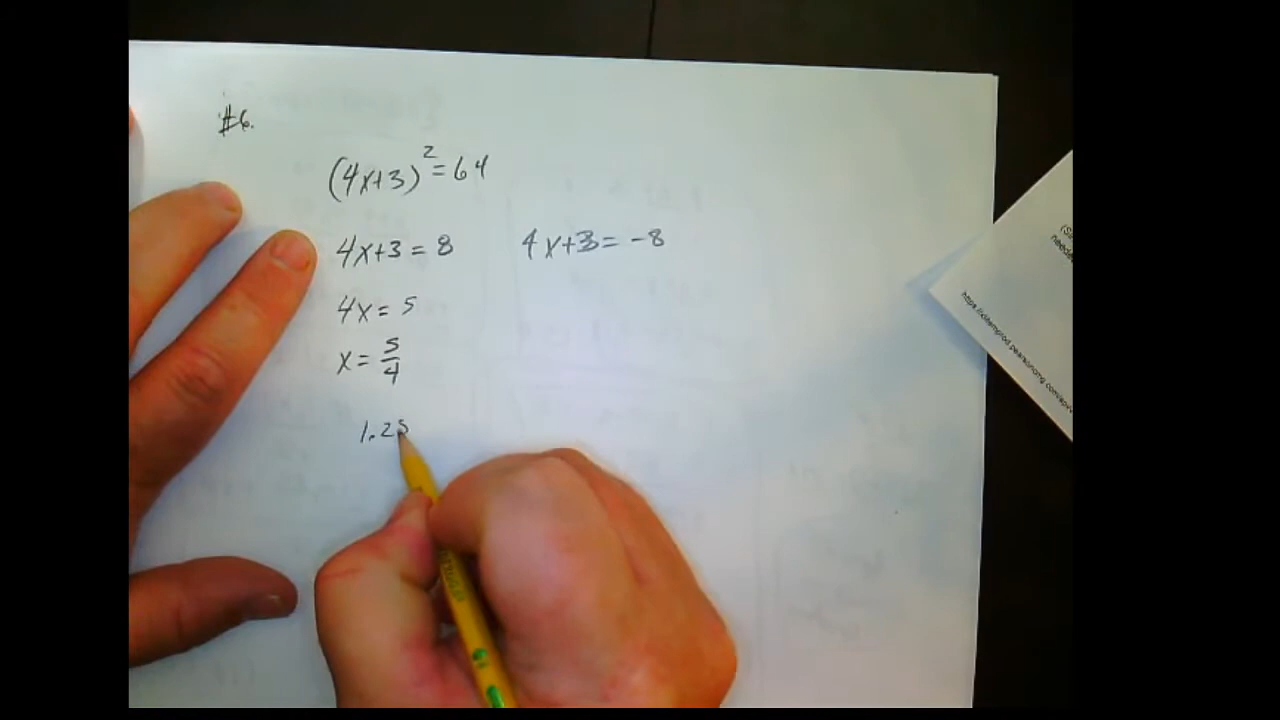 #6.
(4x+3)² = 64
4x+3 = 8
4x+3 = -8
4x = 5
x = 5/4
1.25